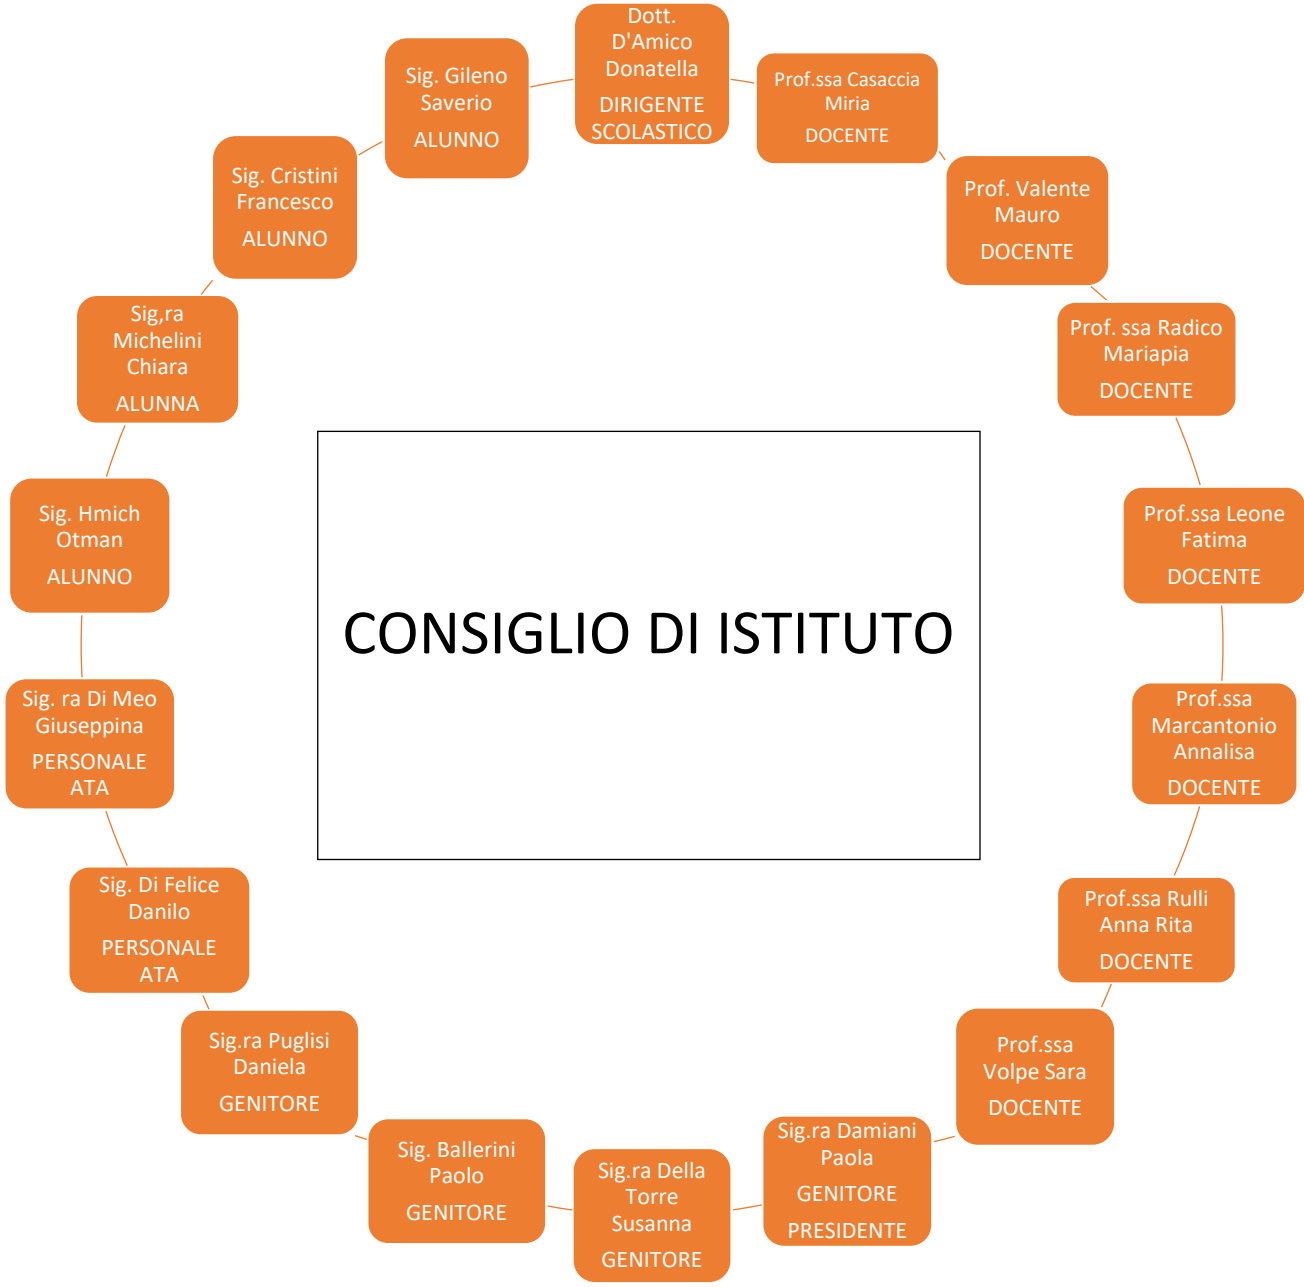 Dott.
D'Amico
Donatella
DIRIGENTE
SCOLASTICO
Prof.ssa Casaccia
Miria
DOCENTE
Prof. Valente
Mauro
DOCENTE
Prof. ssa Radico
Mariapia
DOCENTE
Prof.ssa Leone
Fatima
DOCENTE
Prof.ssa
Marcantonio
Annalisa
DOCENTE
Prof.ssa Rulli
Anna Rita
DOCENTE
Prof.ssa
Volpe Sara
DOCENTE
Sig.ra Damiani
Paola
GENITORE
PRESIDENTE
Sig.ra Della
Torre
Susanna
GENITORE
Sig. Ballerini
Paolo
GENITORE
Sig.ra Puglisi
Daniela
GENITORE
Sig. Di Felice
Danilo
PERSONALE
ATA
Sig. ra Di Meo
Giuseppina
PERSONALE
ATA
Sig. Hmich
Otman
ALUNNO
Sig,ra
Michelini
Chiara
ALUNNA
Sig. Cristini
Francesco
ALUNNO
Sig. Gileno
Saverio
ALUNNO
CONSIGLIO DI ISTITUTO